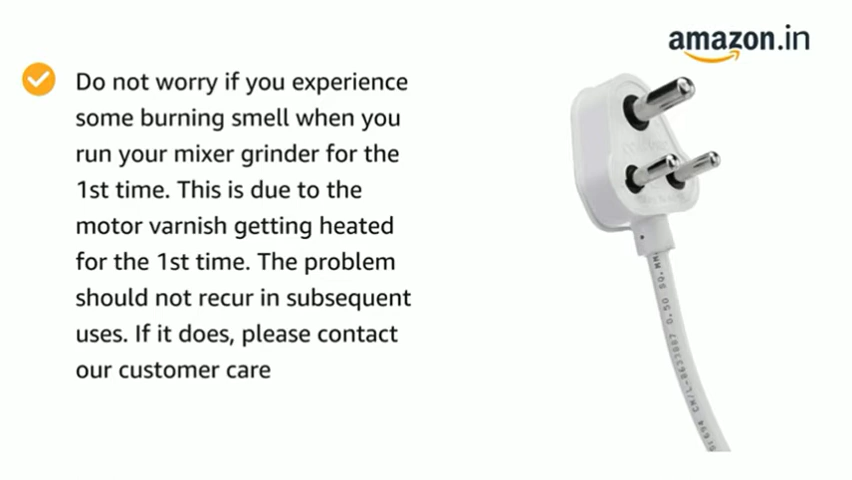 amazon.in
Do not worry if you experience
some burning smell when you
run your mixer grinder for the
1st time. This is due to the
motor varnish getting heated
for the 1st time. The problem
should not recur in subsequent
uses. If it does, please contact
our customer care